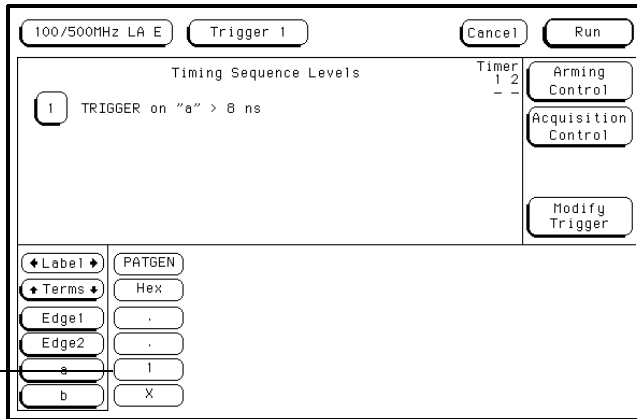 100/500MHz LA E
Trigger 1
Cancel
Run
Timing Sequence Levels
Timer
1 2
- -
1 TRIGGER on "a" > 8 ns
Arming
Control
Acquisition
Control
Modify
Trigger
Label
PATGEN
Terms
Hex
Edge1
.
Edge2
.
a
1
b
X